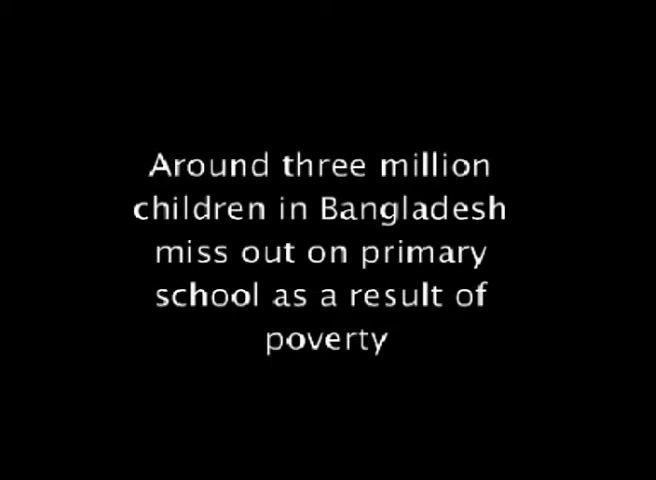 Around three million
children in Bangladesh
miss out on primary
school as a result of
poverty